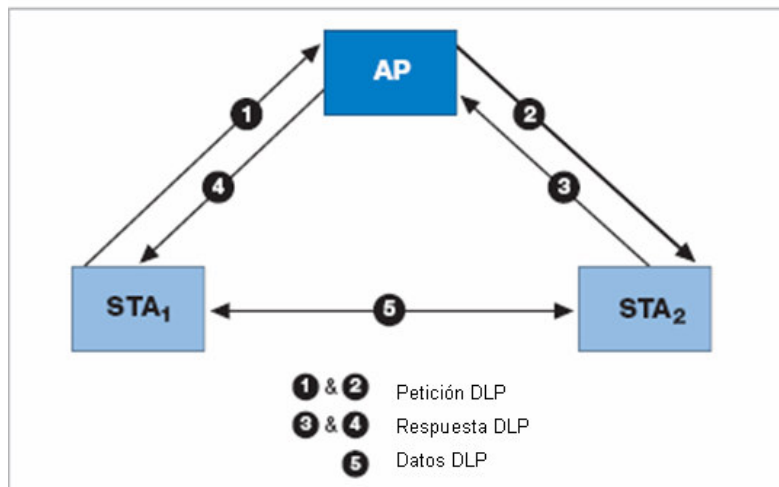 AP
1
2
4
3
STA1
5
STA2
1 & 2 Petición DLP
3 & 4 Respuesta DLP
5 Datos DLP